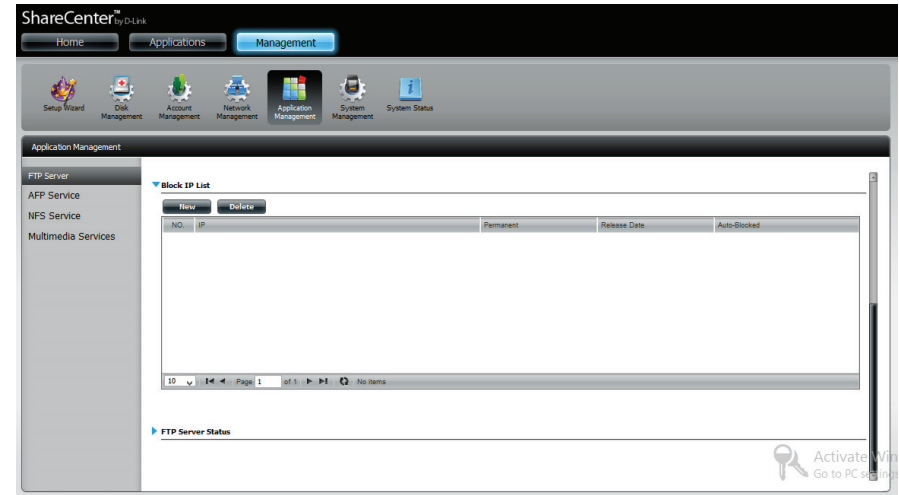 ShareCenter™ by D-Link
Home Applications Management
Setup Wizard Disk Management Account Management Network Management Application Management System Management System Status
Application Management
FTP Server
AFP Service
NFS Service
Multimedia Services
Block IP List
New Delete
NO. IP Permanent Release Date Auto-Blocked
10 Page 1 of 1 No items
FTP Server Status
Activate Win
Go to PC settings